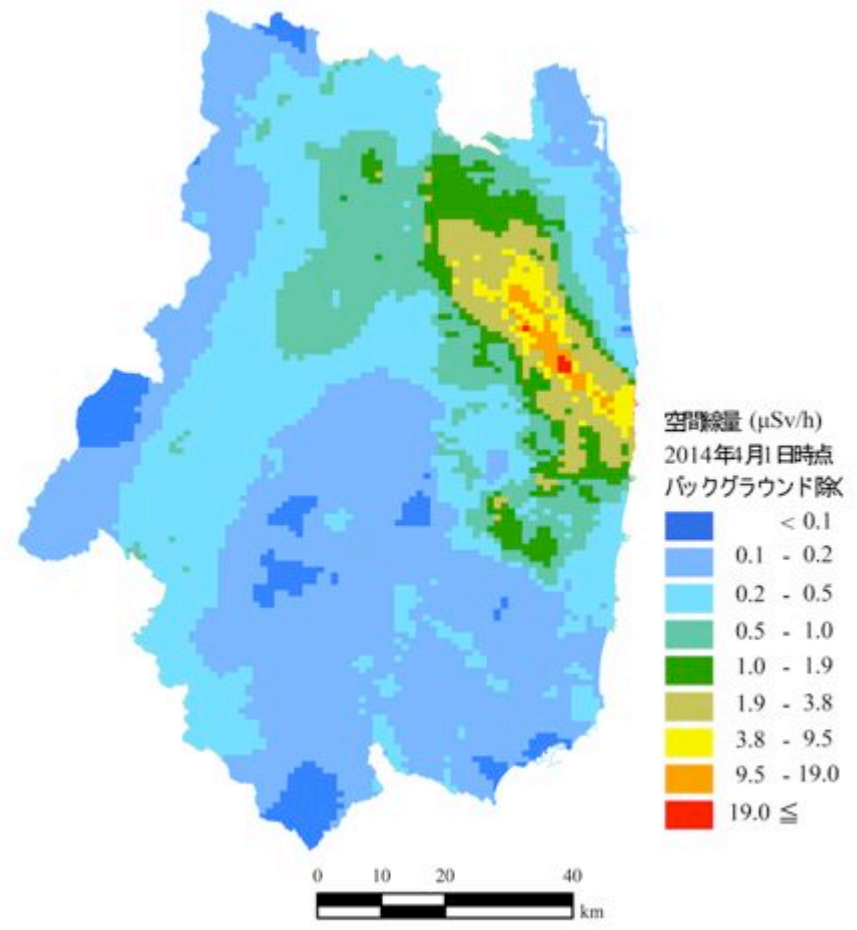 空間線量 (μSv/h)
2014年4月1日時点
バックグラウンド除く
< 0.1
0.1 - 0.2
0.2 - 0.5
0.5 - 1.0
1.0 - 1.9
1.9 - 3.8
3.8 - 9.5
9.5 - 19.0
19.0 ≦
0 10 20 40
km